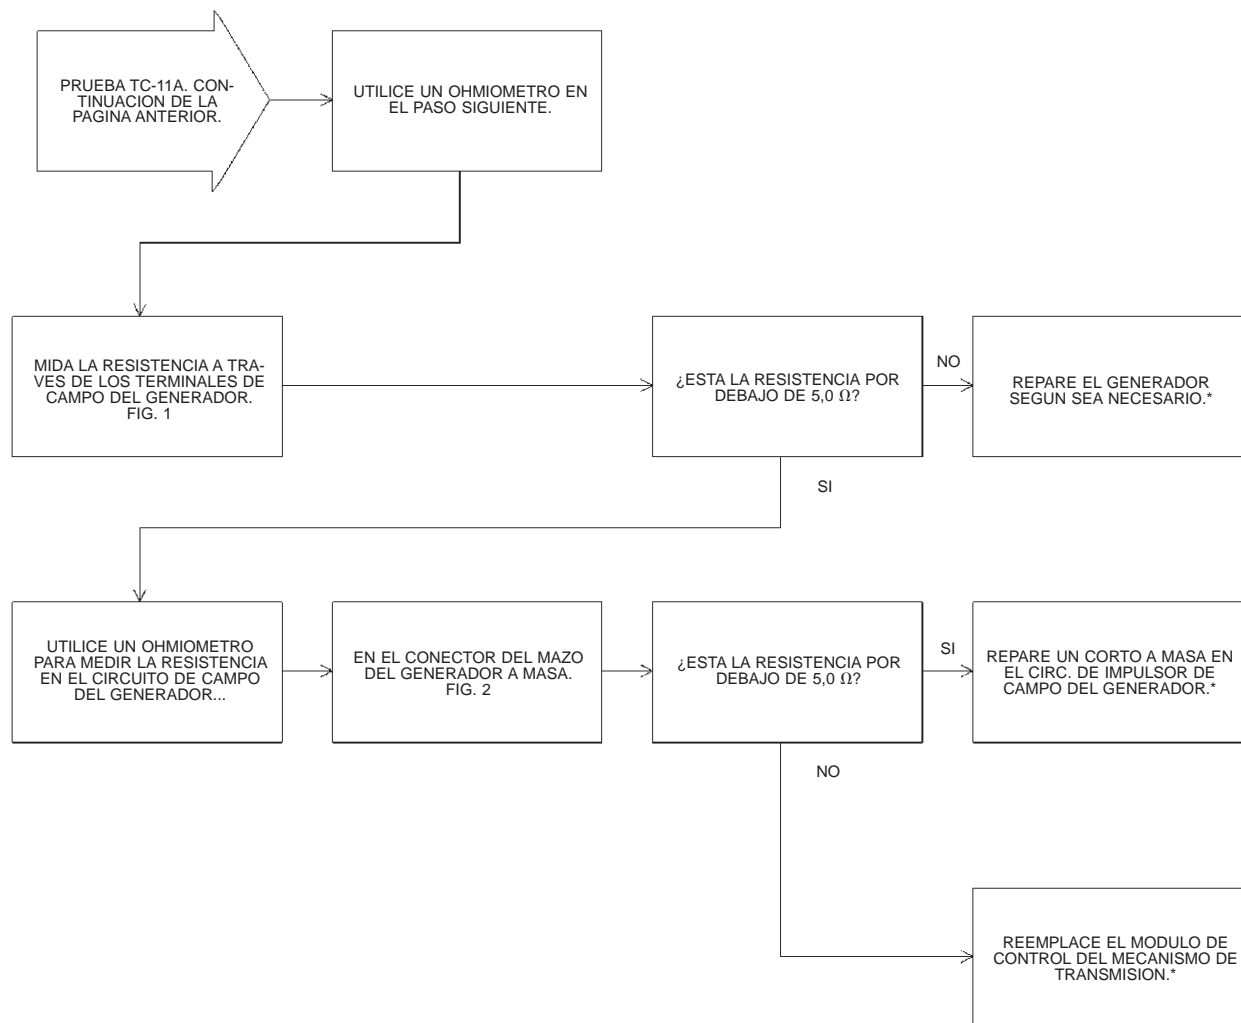 PRUEBA TC-11A. CON-
TINUACION DE LA
PAGINA ANTERIOR.
UTILICE UN OHMIOMETRO EN
EL PASO SIGUIENTE.
MIDA LA RESISTENCIA A TRA-
VES DE LOS TERMINALES DE
CAMPO DEL GENERADOR.
FIG. 1
¿ESTA LA RESISTENCIA POR
DEBAJO DE 5,0 Ω?
NO
REPARE EL GENERADOR
SEGUN SEA NECESARIO.*
SI
UTILICE UN OHMIOMETRO
PARA MEDIR LA RESISTENCIA
EN EL CIRCUITO DE CAMPO
DEL GENERADOR...
EN EL CONECTOR DEL MAZO
DEL GENERADOR A MASA.
FIG. 2
¿ESTA LA RESISTENCIA POR
DEBAJO DE 5,0 Ω?
SI
REPARE UN CORTO A MASA EN
EL CIRC. DE IMPULSOR DE
CAMPO DEL GENERADOR.*
NO
REEMPLACE EL MODULO DE
CONTROL DEL MECANISMO DE
TRANSMISION.*